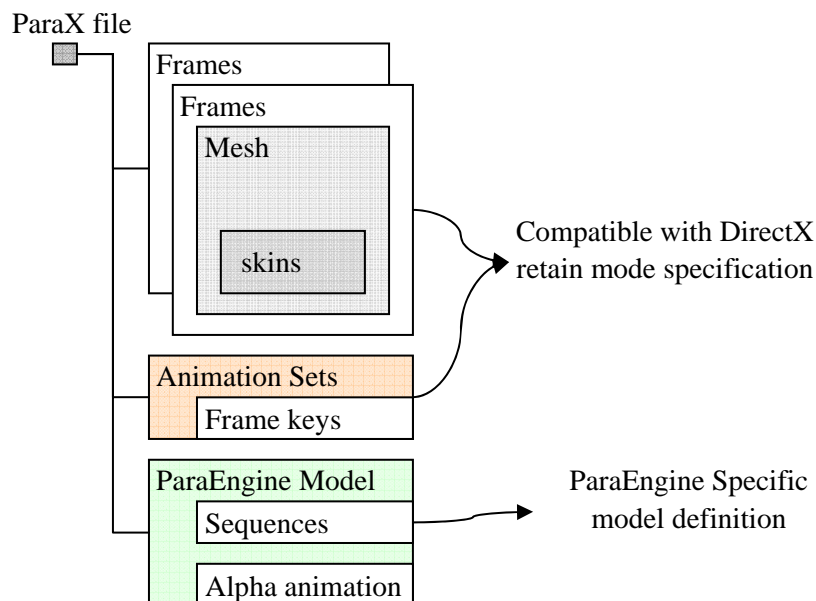 ParaX file
Frames
Frames
Mesh
skins
Compatible with DirectX
retain mode specification
Animation Sets
Frame keys
ParaEngine Model
Sequences
Alpha animation
ParaEngine Specific
model definition